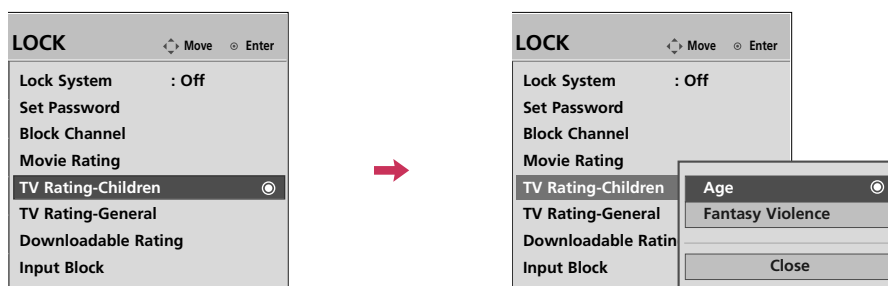 LOCK Move Enter
Lock System : Off
Set Password
Block Channel
Movie Rating
TV Rating-Children
TV Rating-General
Downloadable Rating
Input Block
LOCK Move Enter
Lock System : Off
Set Password
Block Channel
Movie Rating
TV Rating-Children
TV Rating-General
Downloadable Ratin
Input Block
Age
Fantasy Violence
Close